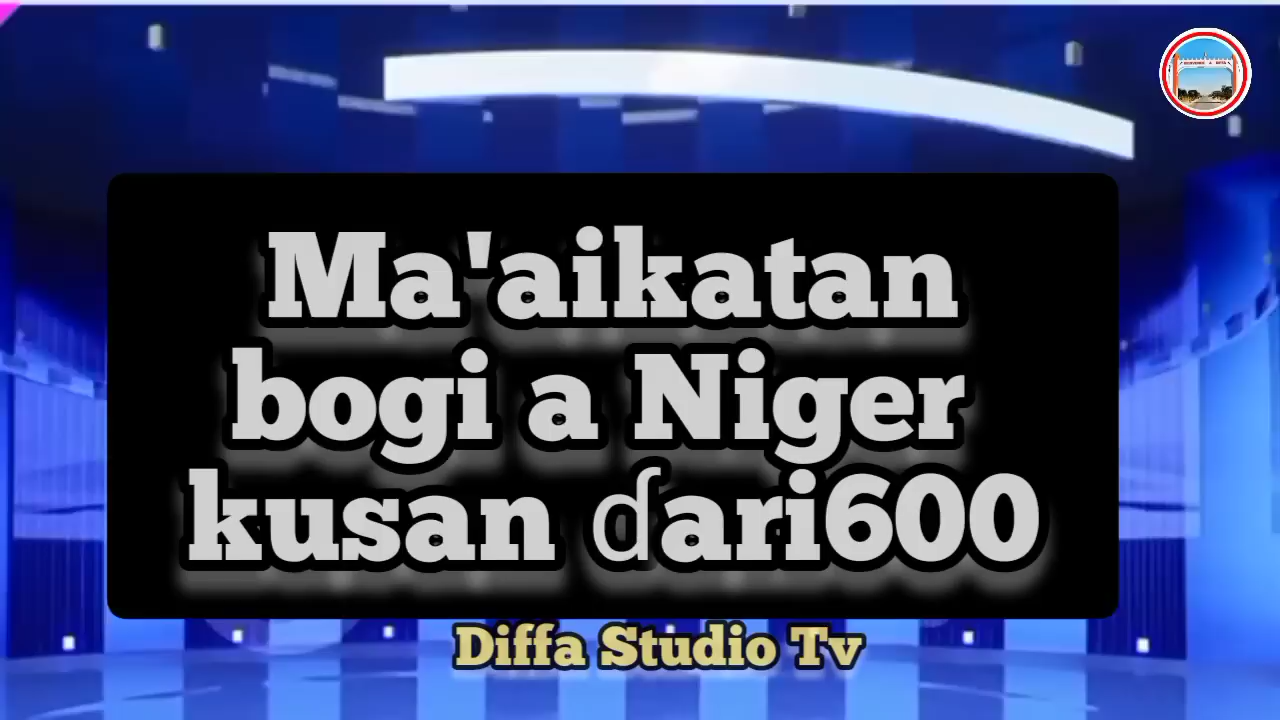 Ma'aikatan
bogi a Niger
kusan ɗari600
Diffa Studio Tv